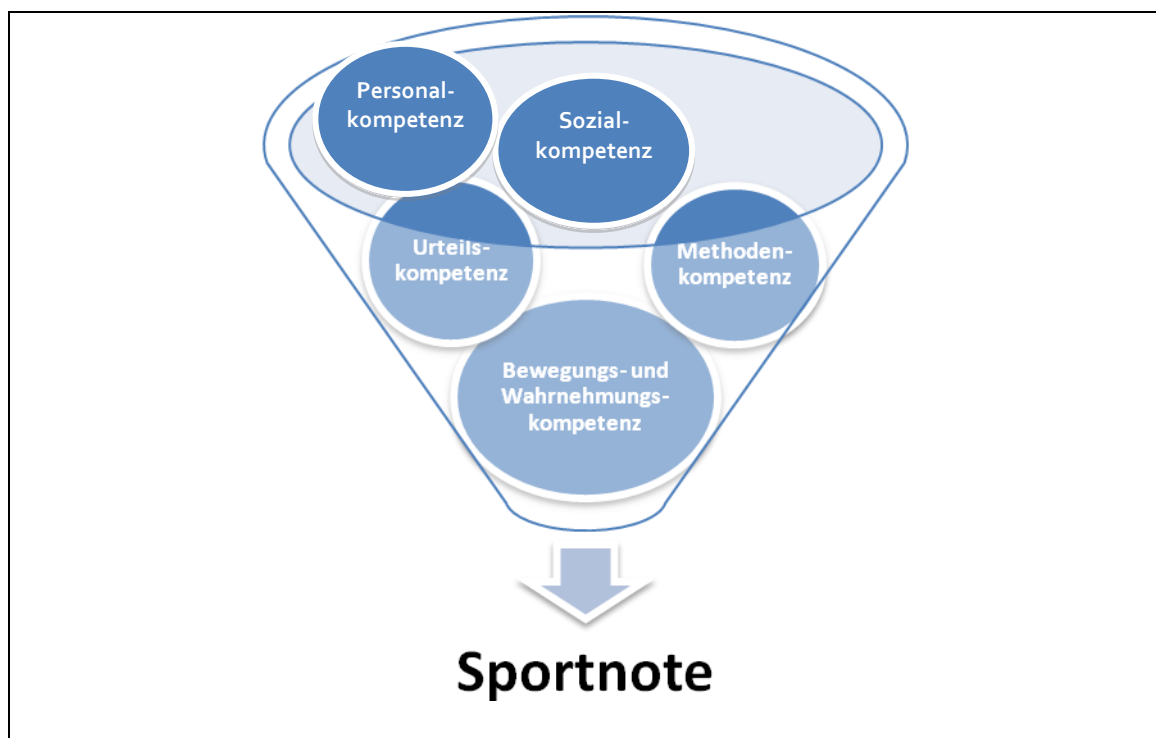 Personal-
kompetenz
Sozial-
kompetenz
Urteils-
kompetenz
Methoden-
kompetenz
Bewegungs- und
Wahrnehmungs-
kompetenz
Sportnote